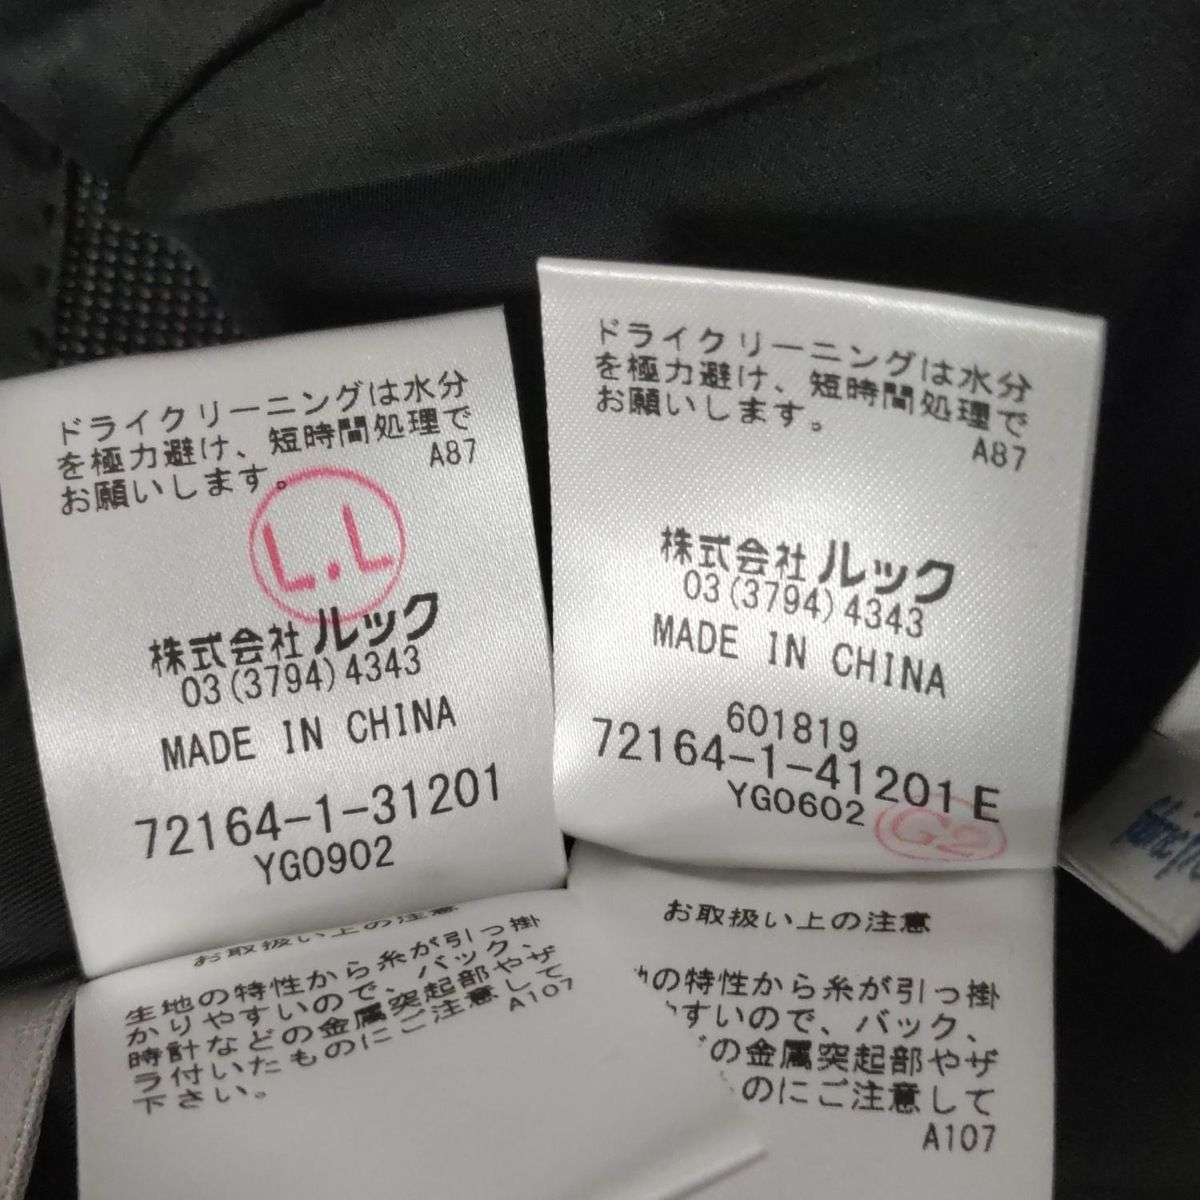 ドライクリーニングは水分
を極力避け、短時間処理で
お願いします。
A87
L.L
株式会社 ルック
03(3794)4343
MADE IN CHINA
72164-1-31201
YG0902
お取扱い上の注意
生地の特性から糸が引っ掛
かりやすいので、バック、
時計などの金属突起部やザ
ラ付いたものにご注意して
下さい。
A107
ドライクリーニングは水分
を極力避け、短時間処理で
お願いします。
A87
株式会社 ルック
03(3794)4343
MADE IN CHINA
601819
72164-1-41201 E
YG0602
G2
お取扱い上の注意
の特性から糸が引っ掛
やすいので、バック、
の金属突起部やザ
のにご注意して
A107